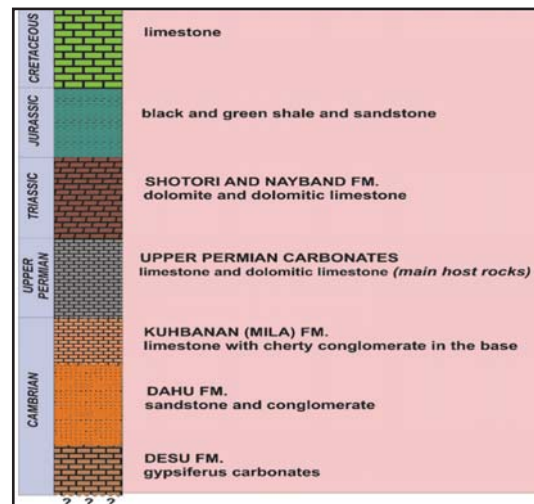 CRETACEOUS
limestone
JURASSIC
black and green shale and sandstone
TRIASSIC
SHOTORI AND NAYBAND FM.
dolomite and dolomitic limestone
UPPER
PERMIAN
UPPER PERMIAN CARBONATES
limestone and dolomitic limestone (main host rocks)
CAMBRIAN
KUHBANAN (MILA) FM.
limestone with cherty conglomerate in the base
DAHU FM.
sandstone and conglomerate
DESU FM.
gypsiferus carbonates
? ? ?